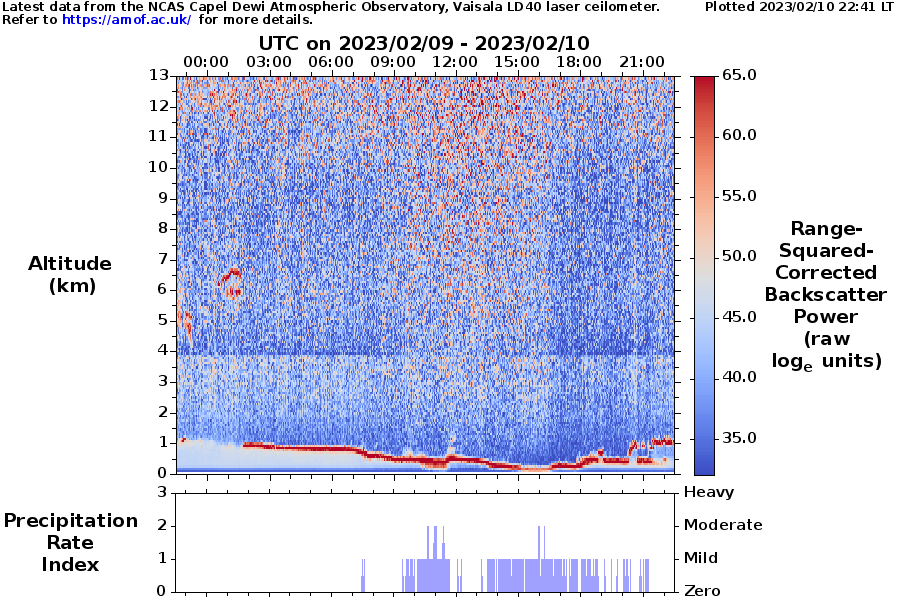 Latest data from the NCAS Capel Dewi Atmospheric Observatory, Vaisala LD40 laser ceilometer.
Plotted 2023/02/10 22:41 LT
Refer to https://amof.ac.uk/ for more details.
UTC on 2023/02/09 - 2023/02/10
00:00 03:00 06:00 09:00 12:00 15:00 18:00 21:00
13
12
11
10
9
8
7
6
5
4
3
2
1
0
Altitude
(km)
65.0
60.0
55.0
50.0
45.0
40.0
35.0
Range-
Squared-
Corrected
Backscatter
Power
(raw
loge units)
Precipitation
Rate
Index
3
2
1
0
Heavy
Moderate
Mild
Zero